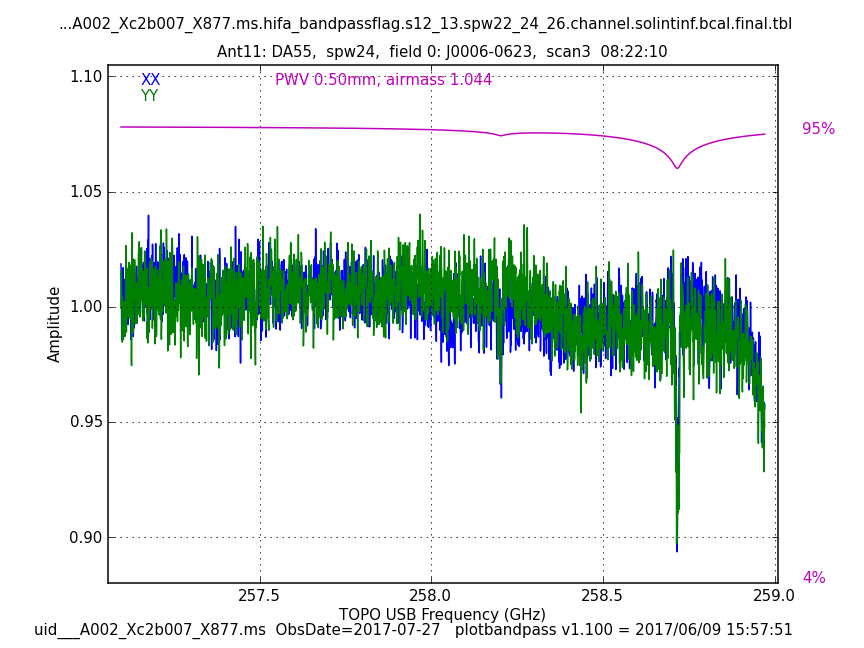 ...A002_Xc2b007_X877.ms.hifa_bandpassflag.s12_13.spw22_24_26.channel.solintinf.bcal.final.tbl
Ant11: DA55, spw24, field 0: J0006-0623, scan3 08:22:10
XX
YY
PWV 0.50mm, airmass 1.044
95%
4%
1.10
1.05
1.00
0.95
0.90
Amplitude
257.5
258.0
258.5
259.0
TOPO USB Frequency (GHz)
uid___A002_Xc2b007_X877.ms ObsDate=2017-07-27 plotbandpass v1.100 = 2017/06/09 15:57:51